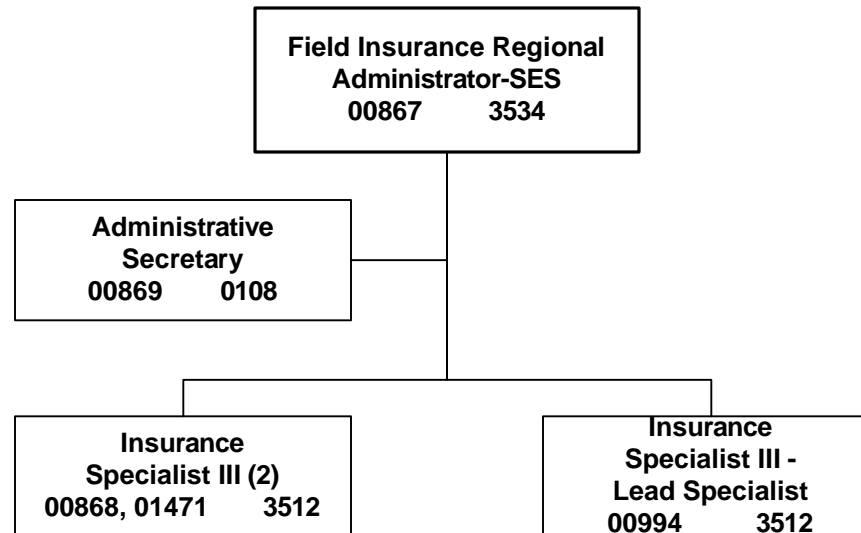 Field Insurance Regional
Administrator-SES
00867 3534
Administrative
Secretary
00869 0108
Insurance
Specialist III (2)
00868, 01471 3512
Insurance
Specialist III -
Lead Specialist
00994 3512